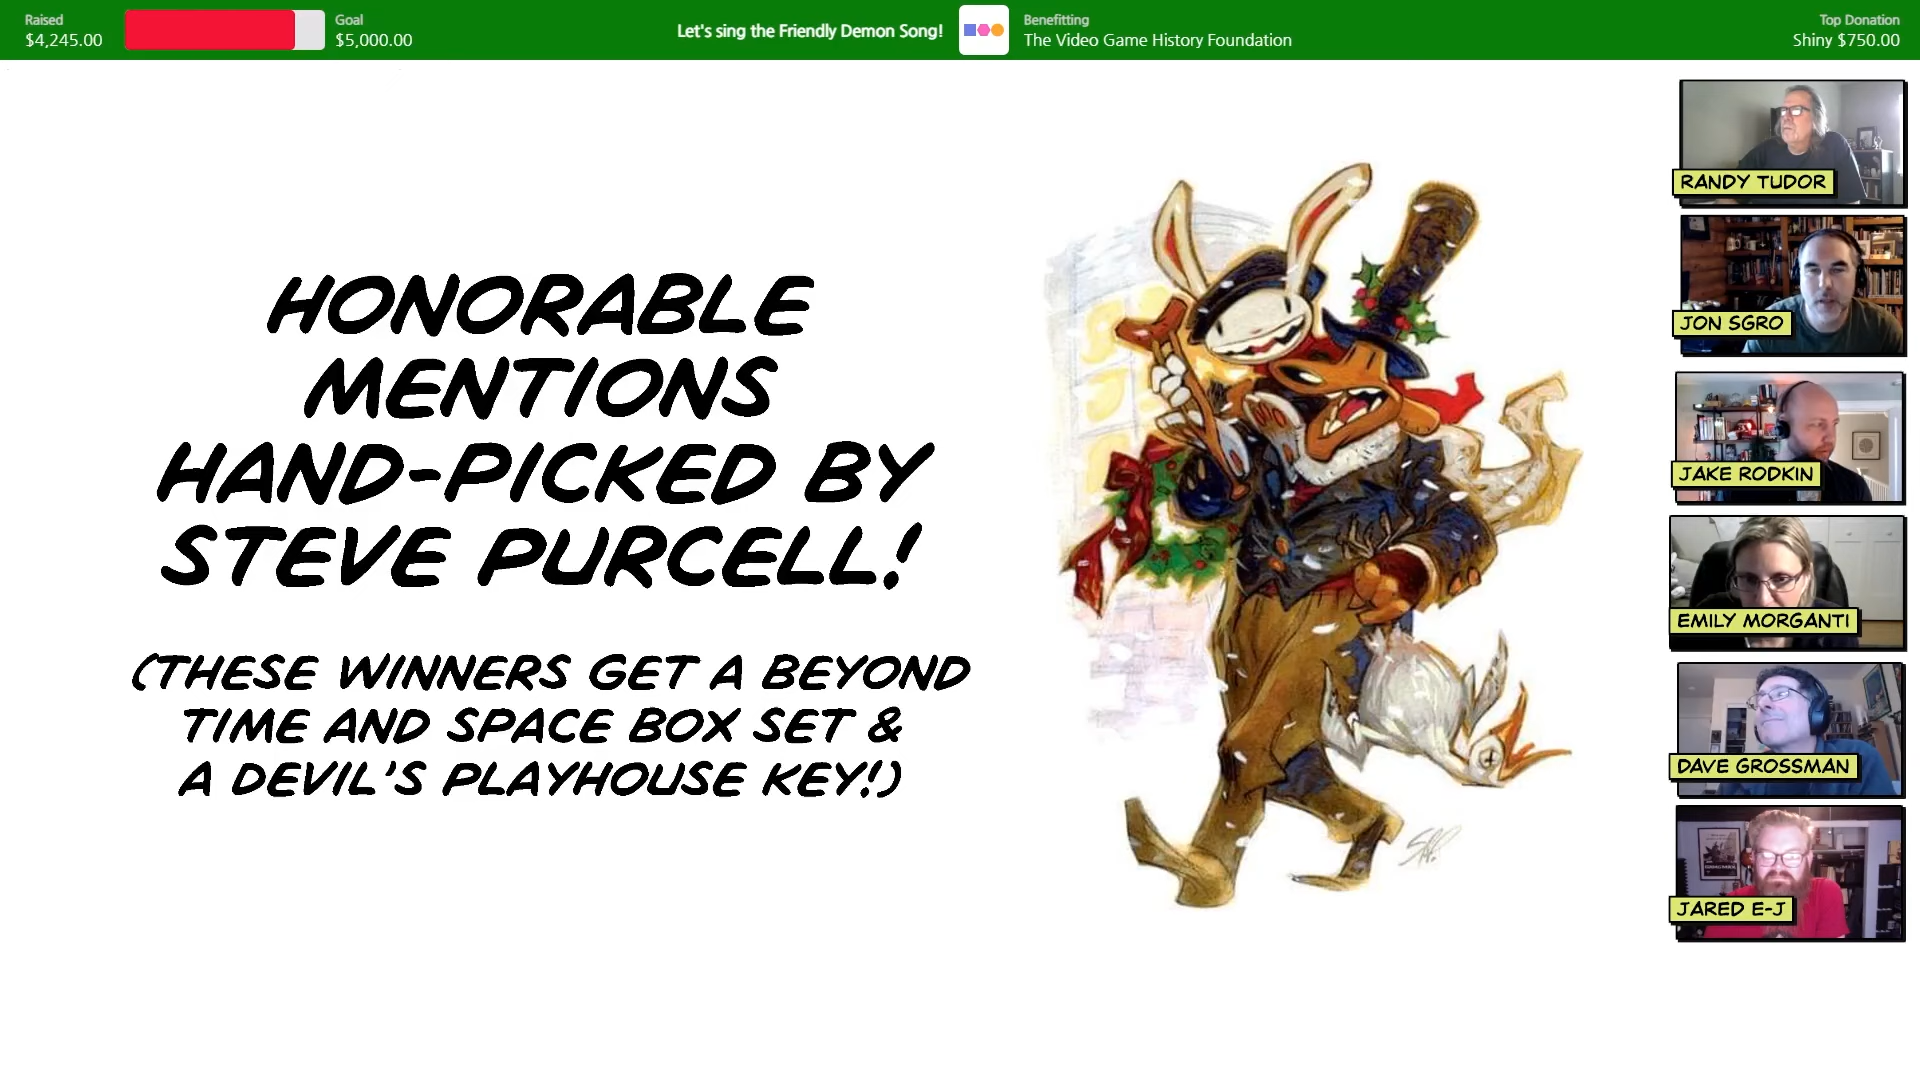 Raised
$4,245.00
Goal
$5,000.00
Let's sing the Friendly Demon Song!
Benefitting
The Video Game History Foundation
Top Donation
Shiny $750.00
HONORABLE
MENTIONS
HAND-PICKED BY
STEVE PURCELL!
(THESE WINNERS GET A BEYOND
TIME AND SPACE BOX SET &
A DEVIL'S PLAYHOUSE KEY!)
RANDY TUDOR
JON SGRO
JAKE RODKIN
EMILY MORGANTI
DAVE GROSSMAN
JARED E-J